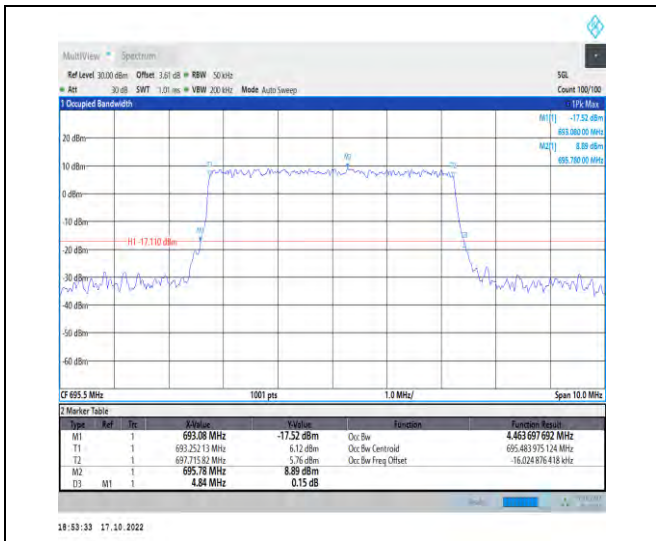 MultiView Spectrum
Ref Level 30.00 dBm Offset 3.61 dB RBW 50 kHz SGL
Att 30 dB SWT 1.01 ms VBW 200 kHz Mode Auto Sweep Count 100/100
1 Occupied Bandwidth 1Pk Max
M1[1] -17.52 dBm
693.080 00 MHz
M2[1] 8.89 dBm
695.780 00 MHz
20 dBm
10 dBm
0 dBm
-10 dBm
-20 dBm
-30 dBm
-40 dBm
-50 dBm
-60 dBm
M2
H1 -17.110 dBm
CF 695.5 MHz 1001 pts 1.0 MHz/ Span 10.0 MHz
2 Marker Table
Type Ref Trc X-Value Y-Value Function Function Result
M1 1 693.08 MHz -17.52 dBm Occ Bw 4.463 697 692 MHz
T1 1 693.252 13 MHz 6.12 dBm Occ Bw Centroid 695.483 975 124 MHz
T2 1 697.715 82 MHz 5.76 dBm Occ Bw Freq Offset -16.024 876 418 kHz
M2 1 695.78 MHz 8.89 dBm
D3 M1 1 4.84 MHz 0.15 dB
18:53:33 17.10.2022